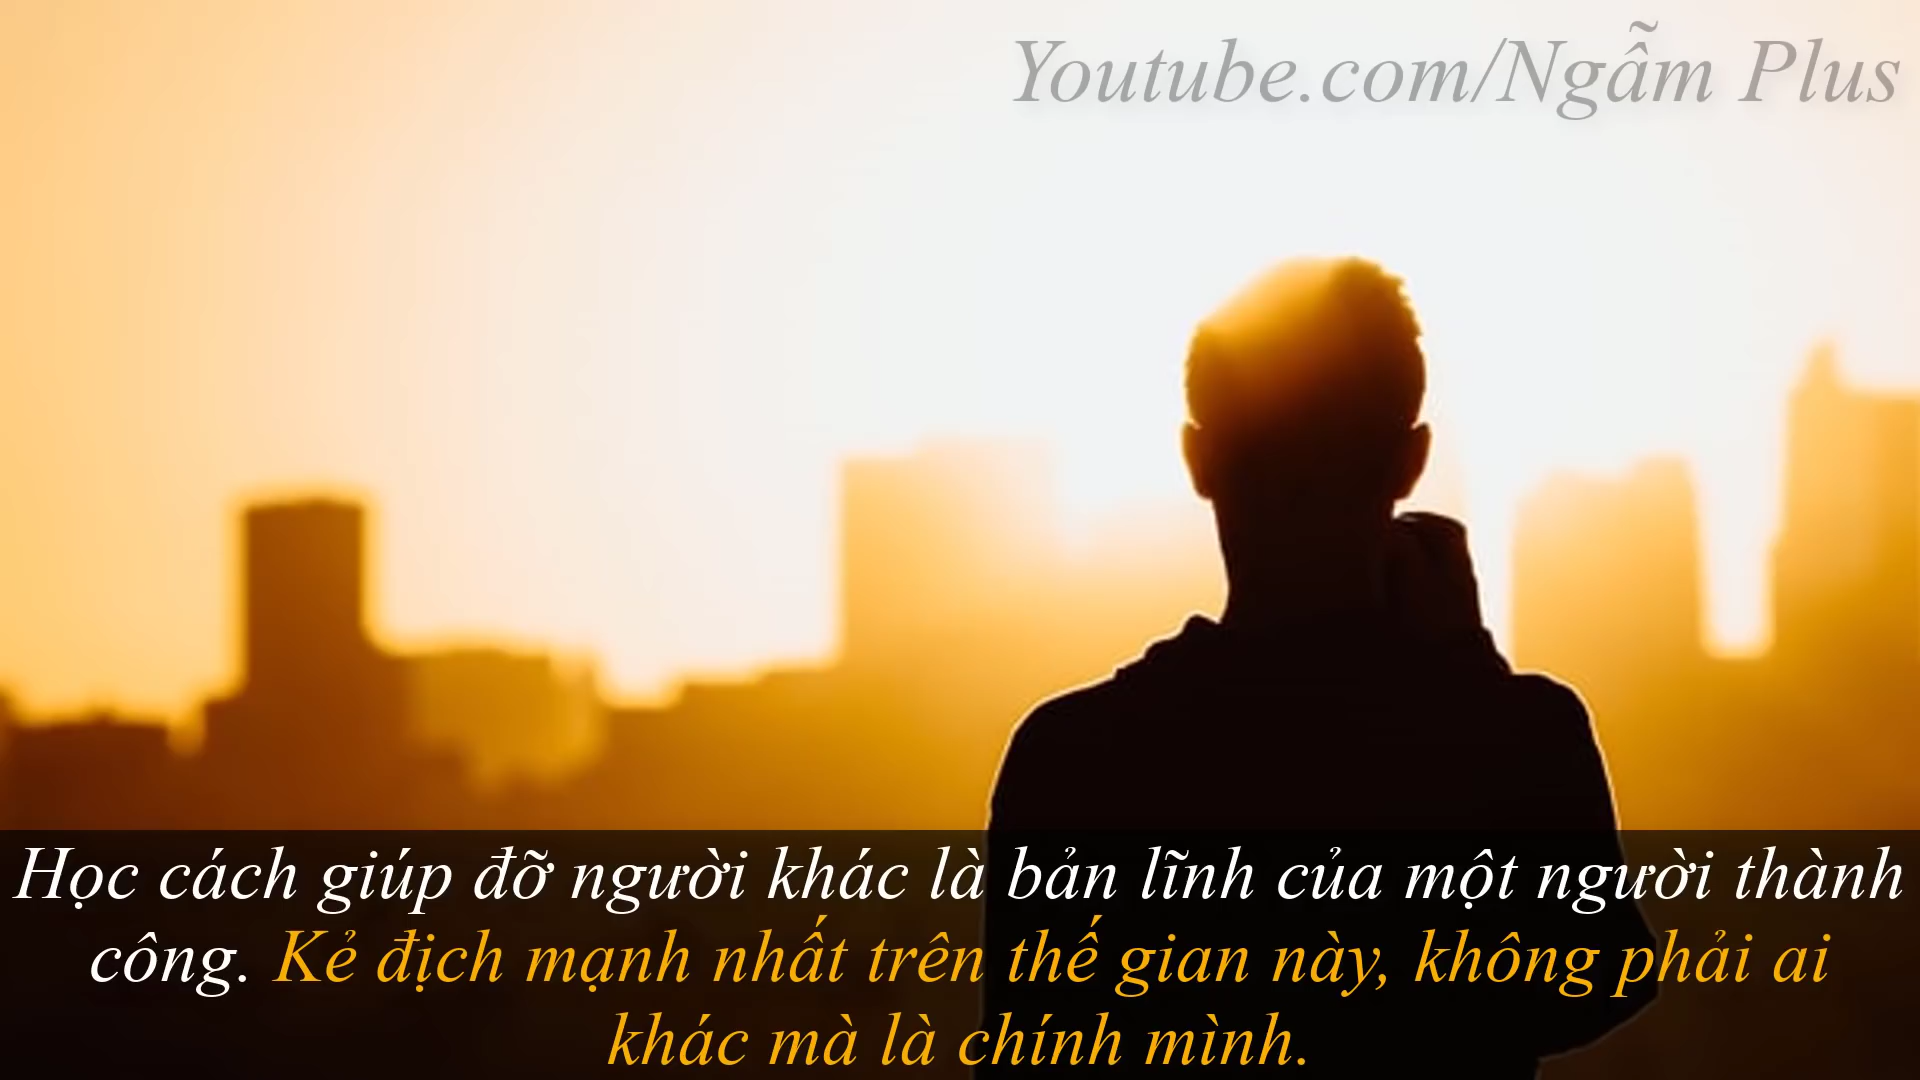 Youtube.com/Ngẫm Plus
Học cách giúp đỡ người khác là bản lĩnh của một người thành
công. Kẻ địch mạnh nhất trên thế gian này, không phải ai
khác mà là chính mình.